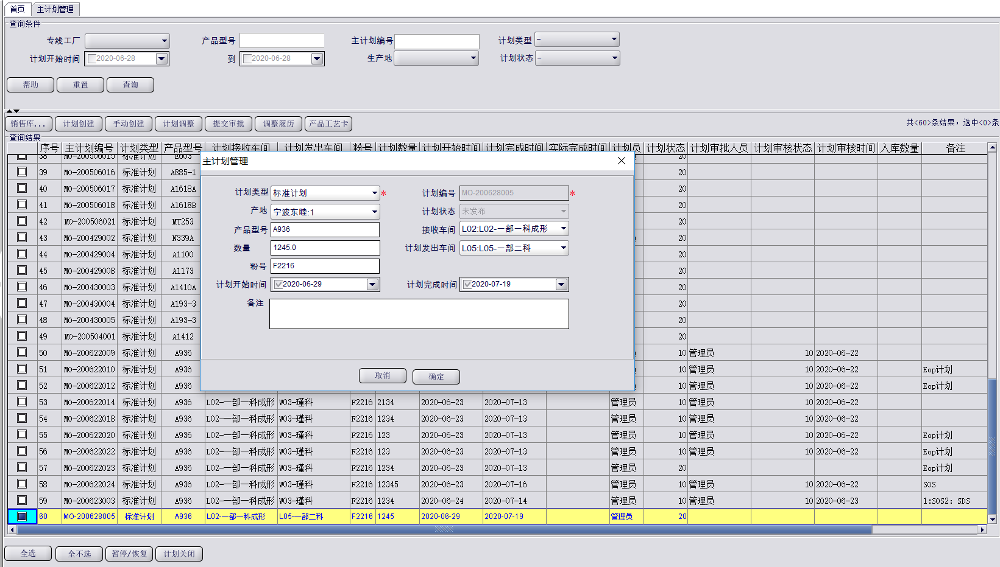 首页 主计划管理
查询条件
专线工厂 产品型号 主计划编号 计划类型 -
计划开始时间 2020-06-28 到 2020-06-28 生产地 计划状态 -
帮助 重置 查询
销售库... 计划创建 手动创建 计划调整 提交审批 调整履历 产品工艺卡 共<60>条结果，选中<0>条
查询结果
序号 主计划编号 计划类型 产品型号 计划接收车间 计划发出车间 粉号 计划数量 计划开始时间 计划完成时间 实际完成时间 计划员 计划状态 计划审批人员 计划审核状态 计划审核时间 入库数量 备注
38 MO-200506015 标准计划 E603 20
39 MO-200506016 标准计划 A885-1 20
40 MO-200506017 标准计划 A1618A 20
41 MO-200506018 标准计划 A1618B 20
42 MO-200506021 标准计划 MT253 20
43 MO-200429002 标准计划 N339A 20
44 MO-200429004 标准计划 A1100 20
45 MO-200429008 标准计划 A1173 20
46 MO-200430003 标准计划 A1410A 20
47 MO-200430004 标准计划 A193-3 20
48 MO-200430005 标准计划 A193-3 20
49 MO-200504001 标准计划 A1412 20
50 MO-200622009 标准计划 A936 10 管理员 10 2020-06-22
51 MO-200622010 标准计划 A936 10 管理员 10 2020-06-22 Eop计划
52 MO-200622012 标准计划 A936 10 管理员 10 2020-06-22 Eop计划
53 MO-200622014 标准计划 A936 L02-一部一科成形 W03-瑾科 F2216 2134 2020-06-23 2020-07-13 管理员 10 管理员 10 2020-06-22
54 MO-200622018 标准计划 A936 L02-一部一科成形 W03-瑾科 F2216 1234 2020-06-23 2020-07-13 管理员 10 管理员 10 2020-06-22
55 MO-200622020 标准计划 A936 L02-一部一科成形 W03-瑾科 F2216 123 2020-06-23 2020-07-13 管理员 10 管理员 10 2020-06-22 Eop计划
56 MO-200622022 标准计划 A936 L02-一部一科成形 W03-瑾科 F2216 123 2020-06-23 2020-07-13 管理员 10 管理员 10 2020-06-22 Eop计划
57 MO-200622023 标准计划 A936 L02-一部一科成形 W03-瑾科 F2216 1234 2020-06-23 2020-07-13 管理员 20 Eop计划
58 MO-200622024 标准计划 A936 L02-一部一科成形 W03-瑾科 F2216 12345 2020-06-23 2020-07-16 管理员 10 管理员 10 2020-06-22 SOS
59 MO-200623003 标准计划 A936 L02-一部一科成形 W03-瑾科 F2216 1234 2020-06-24 2020-07-14 管理员 10 管理员 10 2020-06-23 1:SOS2: SDS
60 MO-200628005 标准计划 A936 L02-一部一科成形 L05-一部二科 F2216 1245 2020-06-29 2020-07-19 管理员 20
主计划管理
计划类型 标准计划 * 计划编号 MO-200628005 *
产地 宁波东睦:1 计划状态 未发布
产品型号 A936 接收车间 L02:L02-一部一科成形
数量 1245.0 计划发出车间 L05:L05-一部二科
粉号 F2216
计划开始时间 2020-06-29 计划完成时间 2020-07-19
备注
取消 确定
全选 全不选 暂停/恢复 计划关闭